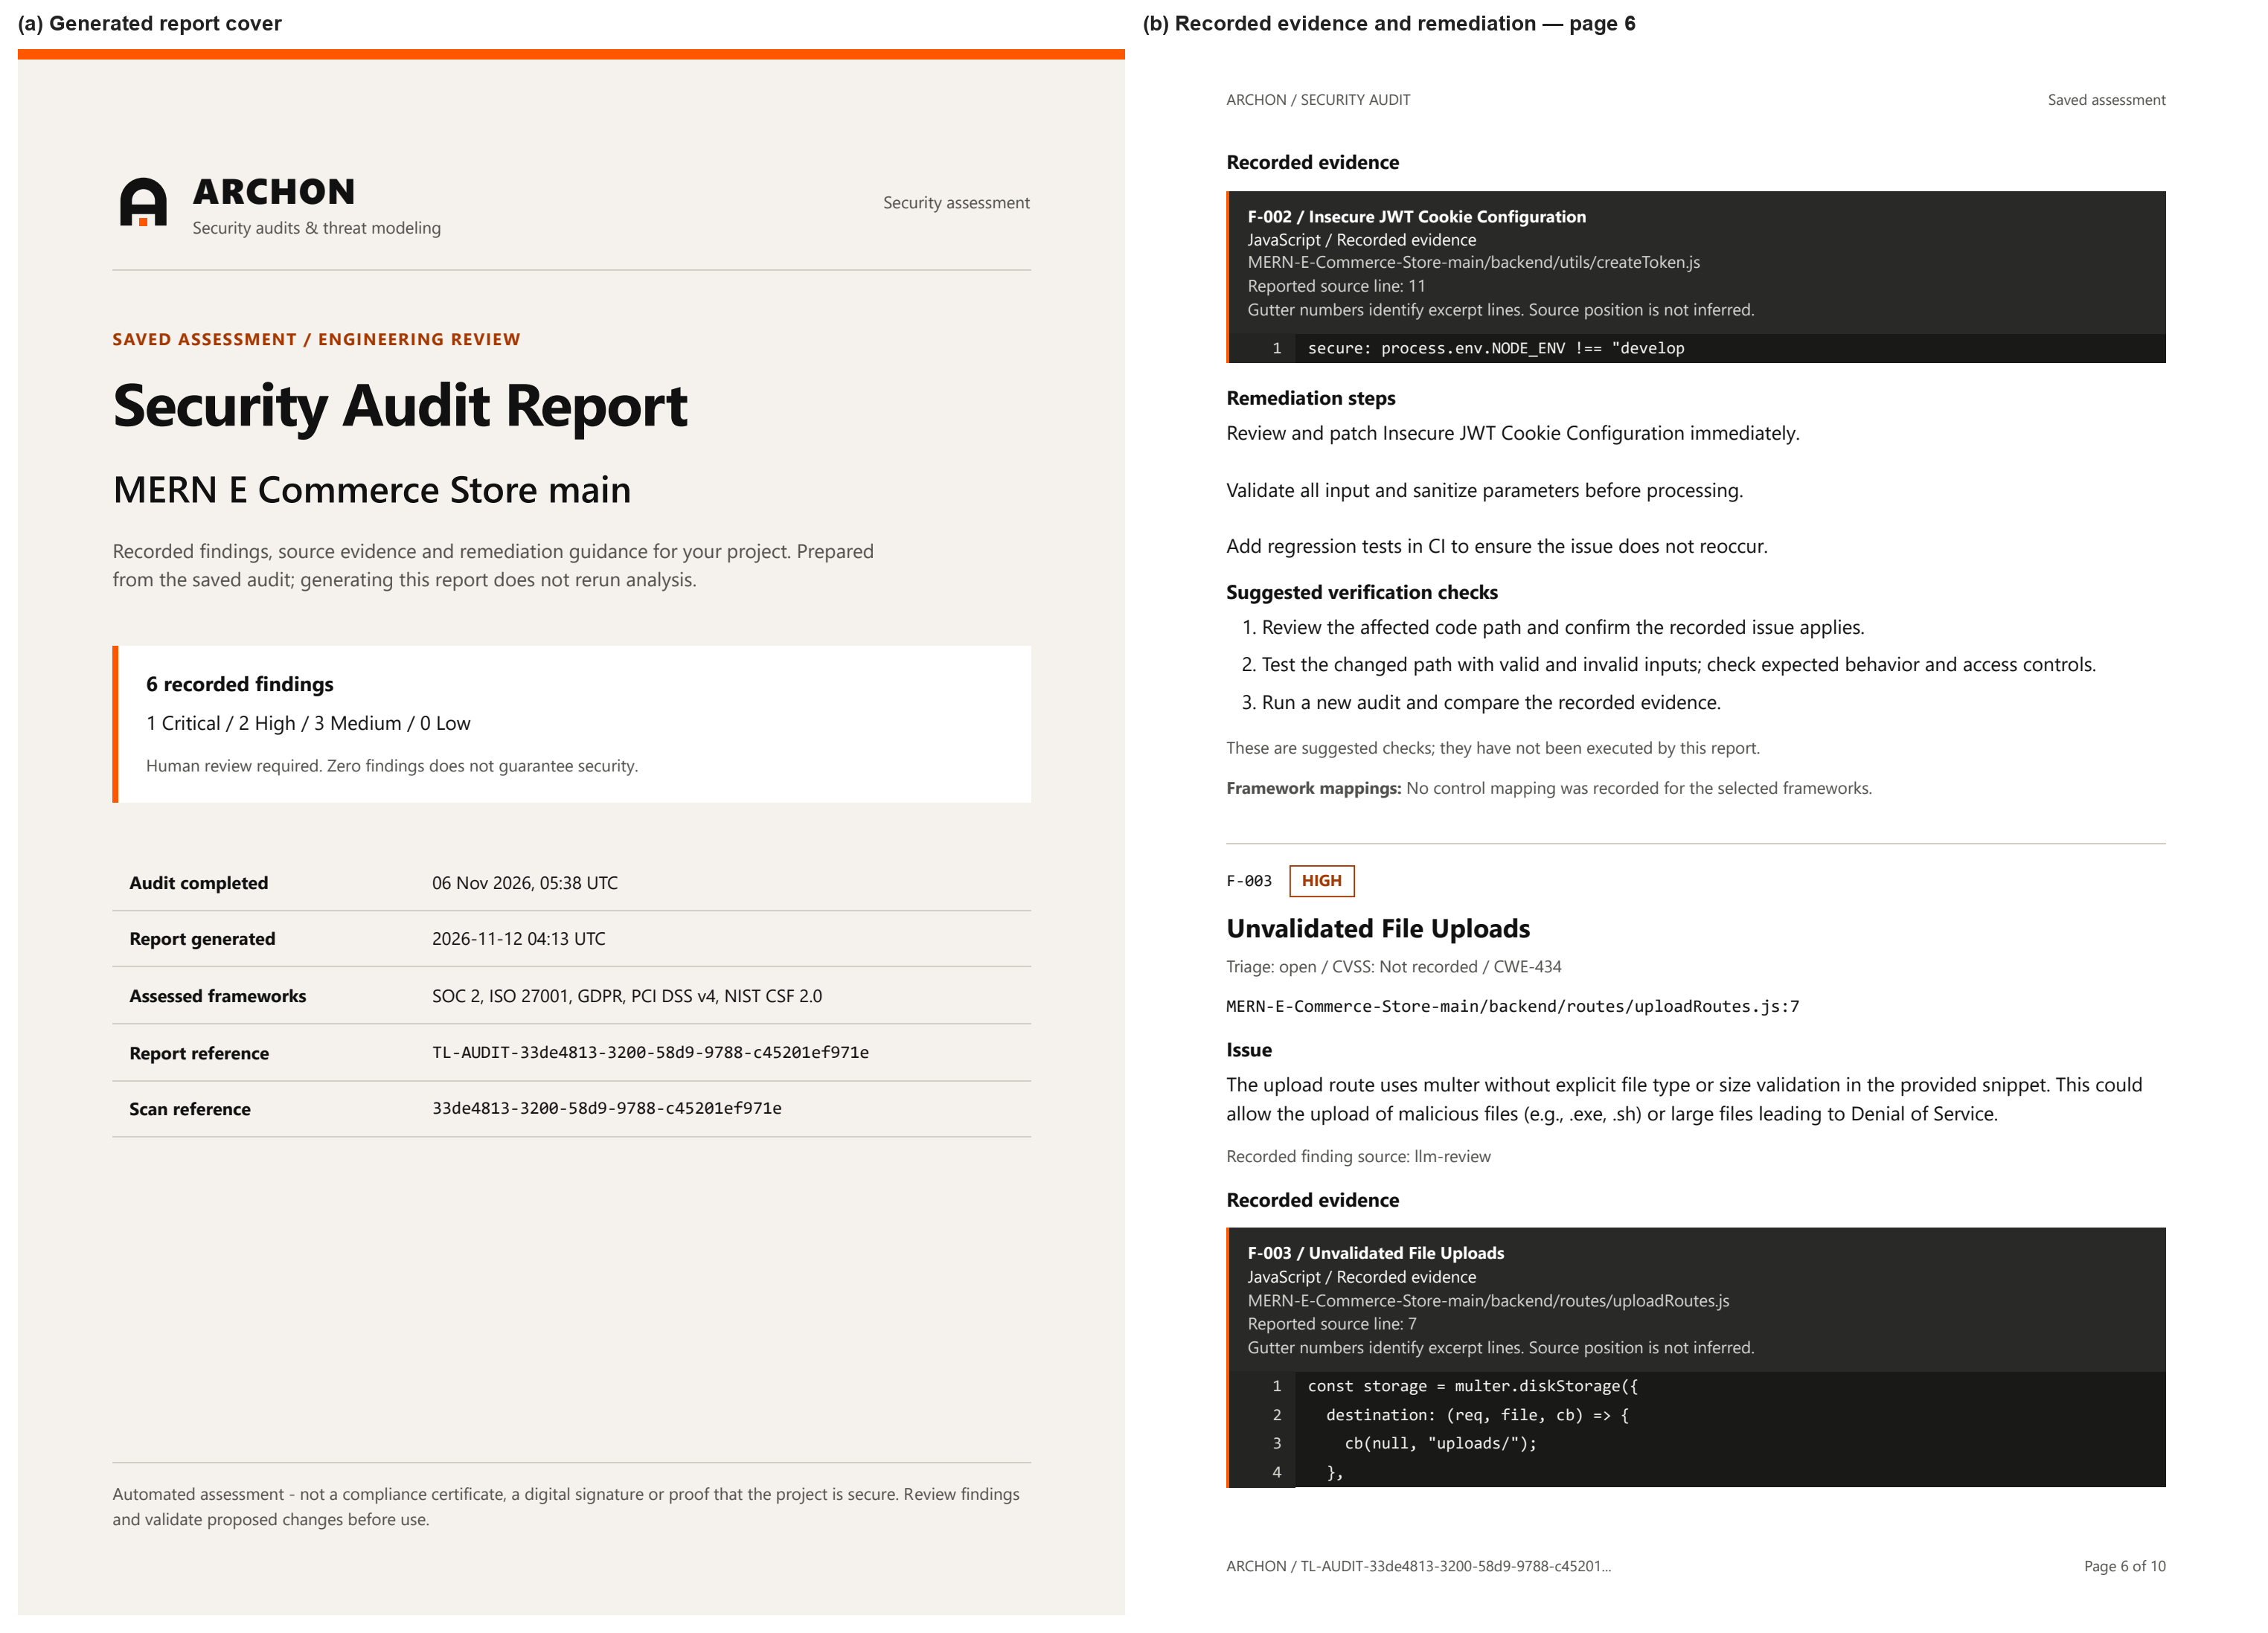 (a) Generated report cover
ARCHON
Security audits & threat modeling
Security assessment
SAVED ASSESSMENT / ENGINEERING REVIEW
Security Audit Report
MERN E Commerce Store main
Recorded findings, source evidence and remediation guidance for your project. Prepared
from the saved audit; generating this report does not rerun analysis.
6 recorded findings
1 Critical / 2 High / 3 Medium / 0 Low
Human review required. Zero findings does not guarantee security.
Audit completed 06 Nov 2026, 05:38 UTC
Report generated 2026-11-12 04:13 UTC
Assessed frameworks SOC 2, ISO 27001, GDPR, PCI DSS v4, NIST CSF 2.0
Report reference TL-AUDIT-33de4813-3200-58d9-9788-c45201ef971e
Scan reference 33de4813-3200-58d9-9788-c45201ef971e
Automated assessment - not a compliance certificate, a digital signature or proof that the project is secure. Review findings
and validate proposed changes before use.
(b) Recorded evidence and remediation — page 6
ARCHON / SECURITY AUDIT Saved assessment
Recorded evidence
F-002 / Insecure JWT Cookie Configuration
JavaScript / Recorded evidence
MERN-E-Commerce-Store-main/backend/utils/createToken.js
Reported source line: 11
Gutter numbers identify excerpt lines. Source position is not inferred.
1 secure: process.env.NODE_ENV !== "develop
Remediation steps
Review and patch Insecure JWT Cookie Configuration immediately.
Validate all input and sanitize parameters before processing.
Add regression tests in CI to ensure the issue does not reoccur.
Suggested verification checks
1. Review the affected code path and confirm the recorded issue applies.
2. Test the changed path with valid and invalid inputs; check expected behavior and access controls.
3. Run a new audit and compare the recorded evidence.
These are suggested checks; they have not been executed by this report.
Framework mappings: No control mapping was recorded for the selected frameworks.
F-003 HIGH
Unvalidated File Uploads
Triage: open / CVSS: Not recorded / CWE-434
MERN-E-Commerce-Store-main/backend/routes/uploadRoutes.js:7
Issue
The upload route uses multer without explicit file type or size validation in the provided snippet. This could
allow the upload of malicious files (e.g., .exe, .sh) or large files leading to Denial of Service.
Recorded finding source: llm-review
Recorded evidence
F-003 / Unvalidated File Uploads
JavaScript / Recorded evidence
MERN-E-Commerce-Store-main/backend/routes/uploadRoutes.js
Reported source line: 7
Gutter numbers identify excerpt lines. Source position is not inferred.
1 const storage = multer.diskStorage({
2   destination: (req, file, cb) => {
3     cb(null, "uploads/");
4   },
ARCHON / TL-AUDIT-33de4813-3200-58d9-9788-c45201... Page 6 of 10